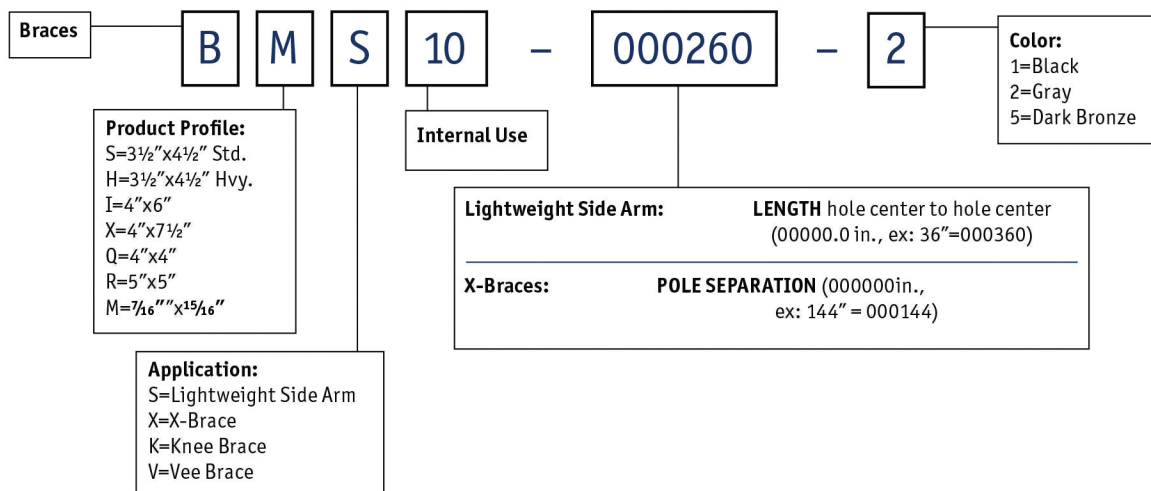 Braces
B M S 10 - 000260 - 2
Color:
1=Black
2=Gray
5=Dark Bronze
Product Profile:
S=3½"x4½" Std.
H=3½"x4½" Hvy.
I=4"x6"
X=4"x7½"
Q=4"x4"
R=5"x5"
M=7/16""x15/16"
Internal Use
Lightweight Side Arm: LENGTH hole center to hole center
(00000.0 in., ex: 36"=000360)
X-Braces: POLE SEPARATION (000000in.,
ex: 144" = 000144)
Application:
S=Lightweight Side Arm
X=X-Brace
K=Knee Brace
V=Vee Brace